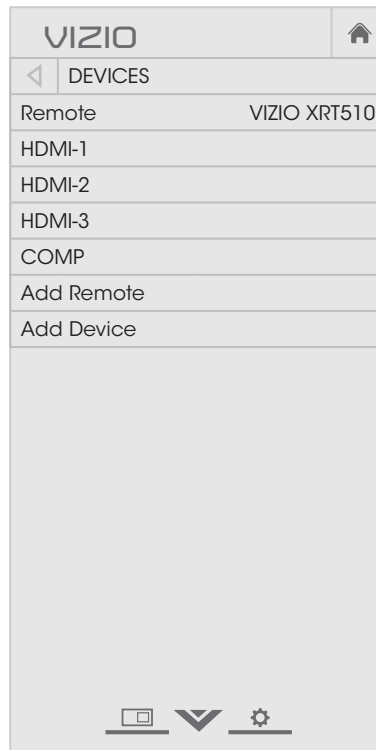 VIZIO
DEVICES
Remote VIZIO XRT510
HDMI-1
HDMI-2
HDMI-3
COMP
Add Remote
Add Device